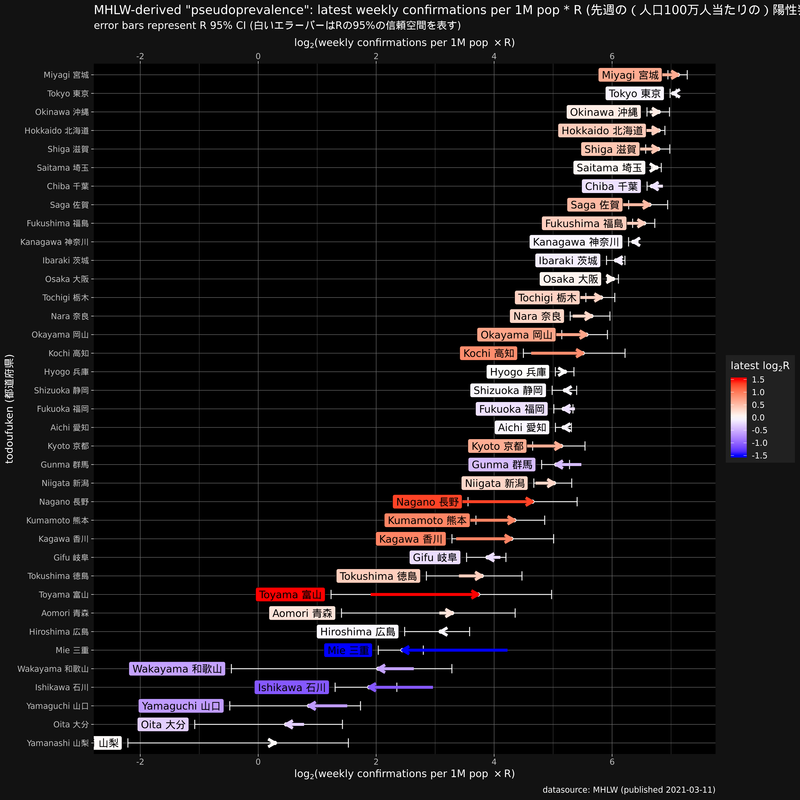 MHLW-derived "pseudoprevalence": latest weekly confirmations per 1M pop * R (先週の ( 人口100万人当たりの ) 陽性
error bars represent R 95% CI (白いエラーバーはRの95%の信頼空間を表す)
log2(weekly confirmations per 1M pop × R)
-2 0 2 4 6
Miyagi 宮城 Miyagi 宮城
Tokyo 東京 Tokyo 東京
Okinawa 沖縄 Okinawa 沖縄
Hokkaido 北海道 Hokkaido 北海道
Shiga 滋賀 Shiga 滋賀
Saitama 埼玉 Saitama 埼玉
Chiba 千葉 Chiba 千葉
Saga 佐賀 Saga 佐賀
Fukushima 福島 Fukushima 福島
Kanagawa 神奈川 Kanagawa 神奈川
Ibaraki 茨城 Ibaraki 茨城
Osaka 大阪 Osaka 大阪
Tochigi 栃木 Tochigi 栃木
Nara 奈良 Nara 奈良
Okayama 岡山 Okayama 岡山
Kochi 高知 Kochi 高知
Hyogo 兵庫 Hyogo 兵庫
Shizuoka 静岡 Shizuoka 静岡
Fukuoka 福岡 Fukuoka 福岡
Aichi 愛知 Aichi 愛知
Kyoto 京都 Kyoto 京都
Gunma 群馬 Gunma 群馬
Niigata 新潟 Niigata 新潟
Nagano 長野 Nagano 長野
Kumamoto 熊本 Kumamoto 熊本
Kagawa 香川 Kagawa 香川
Gifu 岐阜 Gifu 岐阜
Tokushima 徳島 Tokushima 徳島
Toyama 富山 Toyama 富山
Aomori 青森 Aomori 青森
Hiroshima 広島 Hiroshima 広島
Mie 三重 Mie 三重
Wakayama 和歌山 Wakayama 和歌山
Ishikawa 石川 Ishikawa 石川
Yamaguchi 山口 Yamaguchi 山口
Oita 大分 Oita 大分
Yamanashi 山梨 山梨
-2 0 2 4 6
log2(weekly confirmations per 1M pop × R)
todoufuken (都道府県)
latest log2R
1.5
1.0
0.5
0.0
-0.5
-1.0
-1.5
datasource: MHLW (published 2021-03-11)